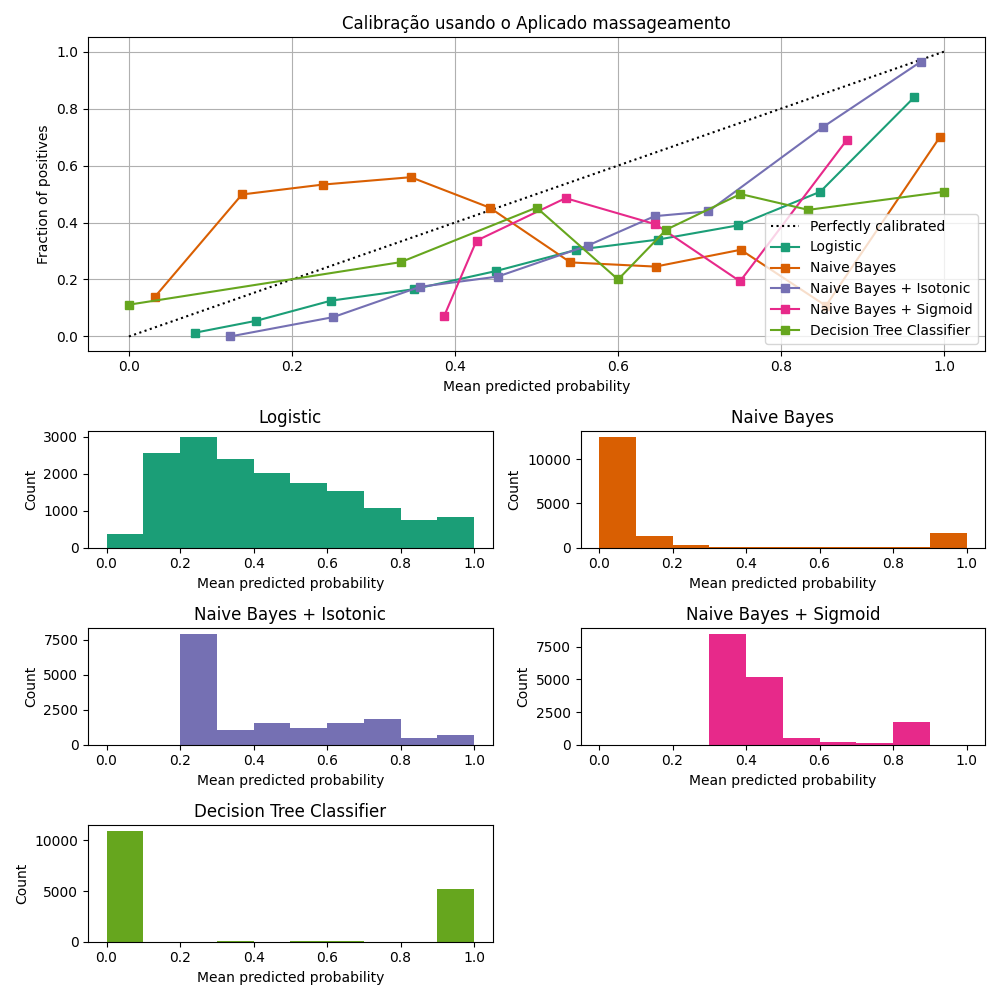 Calibração usando o Aplicado massageamento
1.0
0.8
0.6
0.4
0.2
0.0
Fraction of positives
Perfectly calibrated
Logistic
Naive Bayes
Naive Bayes + Isotonic
Naive Bayes + Sigmoid
Decision Tree Classifier
0.0 0.2 0.4 0.6 0.8 1.0
Mean predicted probability
Logistic
3000
2000
1000
0
Count
0.0 0.2 0.4 0.6 0.8 1.0
Mean predicted probability
Naive Bayes
10000
5000
0
Count
0.0 0.2 0.4 0.6 0.8 1.0
Mean predicted probability
Naive Bayes + Isotonic
7500
5000
2500
0
Count
0.0 0.2 0.4 0.6 0.8 1.0
Mean predicted probability
Naive Bayes + Sigmoid
7500
5000
2500
0
Count
0.0 0.2 0.4 0.6 0.8 1.0
Mean predicted probability
Decision Tree Classifier
10000
5000
0
Count
0.0 0.2 0.4 0.6 0.8 1.0
Mean predicted probability